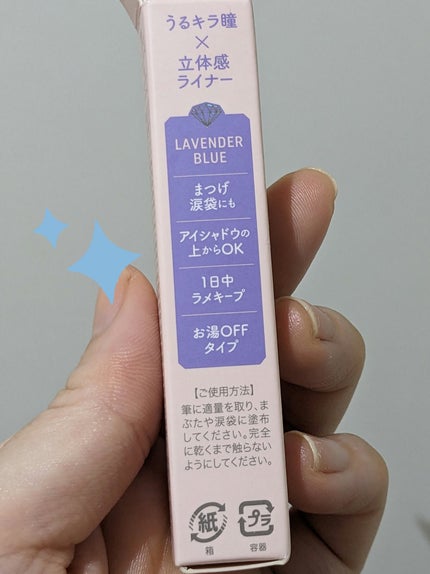 うるキラ瞳
×
立体感
ライナー
LAVENDER
BLUE
まつげ
涙袋にも
アイシャドウの
上からOK
1日中
ラメキープ
お湯OFF
タイプ
【ご使用方法】
筆に適量を取り、ま
ぶたや涙袋に塗布
してください。完全
に乾くまで触らない
ようにしてください。
紙
プラ
箱
容器